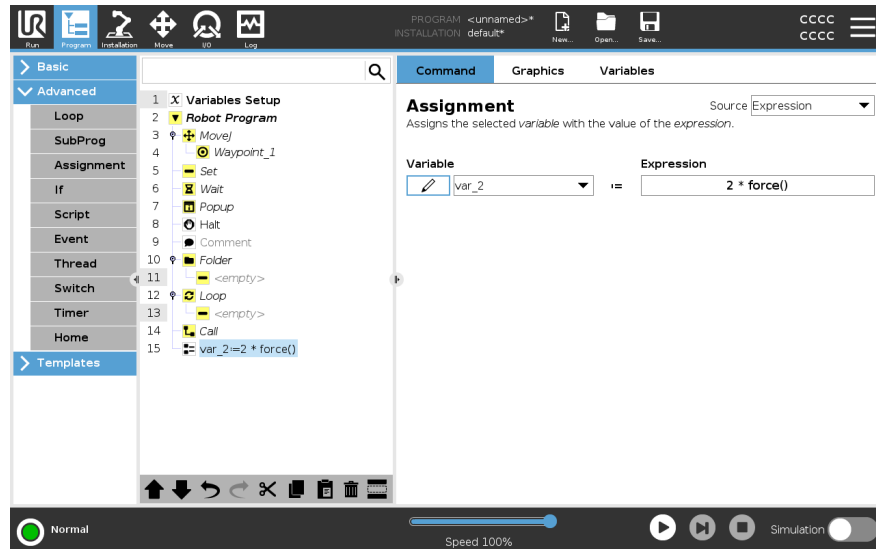 PROGRAM <unnamed>*
INSTALLATION default*
CCCC
CCCC
Run Program Installation Move I/O Log New... Open... Save...
Basic
Advanced
Loop
SubProg
Assignment
If
Script
Event
Thread
Switch
Timer
Home
Templates
1 X Variables Setup
2 Robot Program
3 MoveJ
4 Waypoint_1
5 Set
6 Wait
7 Popup
8 Halt
9 Comment
10 Folder
11 <empty>
12 Loop
13 <empty>
14 Call
15 var_2:=2 * force()
Command Graphics Variables
Assignment
Source Expression
Assigns the selected variable with the value of the expression.
Variable Expression
var_2 := 2 * force()
Normal
Speed 100%
Simulation